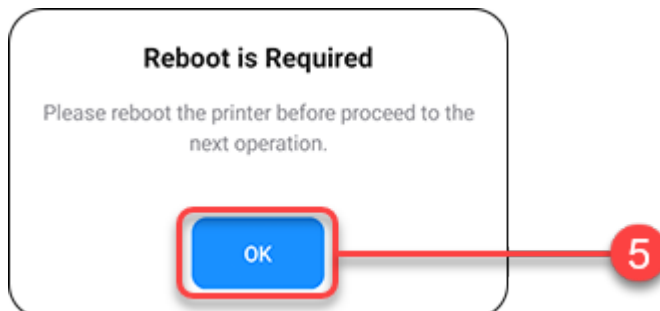 Reboot is Required
Please reboot the printer before proceed to the
next operation.
OK
5